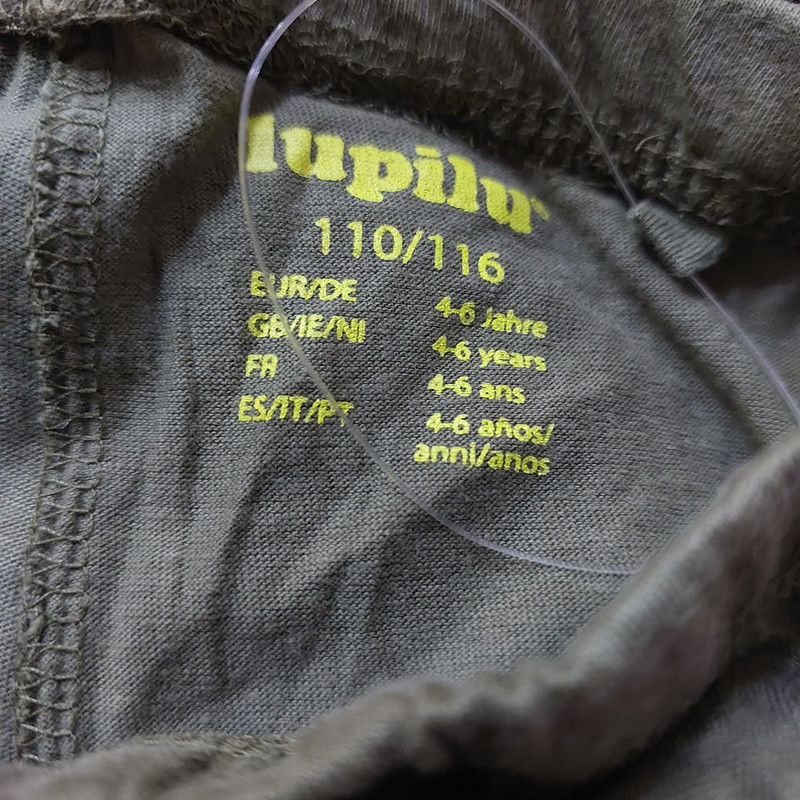 lupilu®
110/116
EUR/DE 4-6 Jahre
GB/IE/NI 4-6 years
FR 4-6 ans
ES/IT/PT 4-6 años/
anni/anos